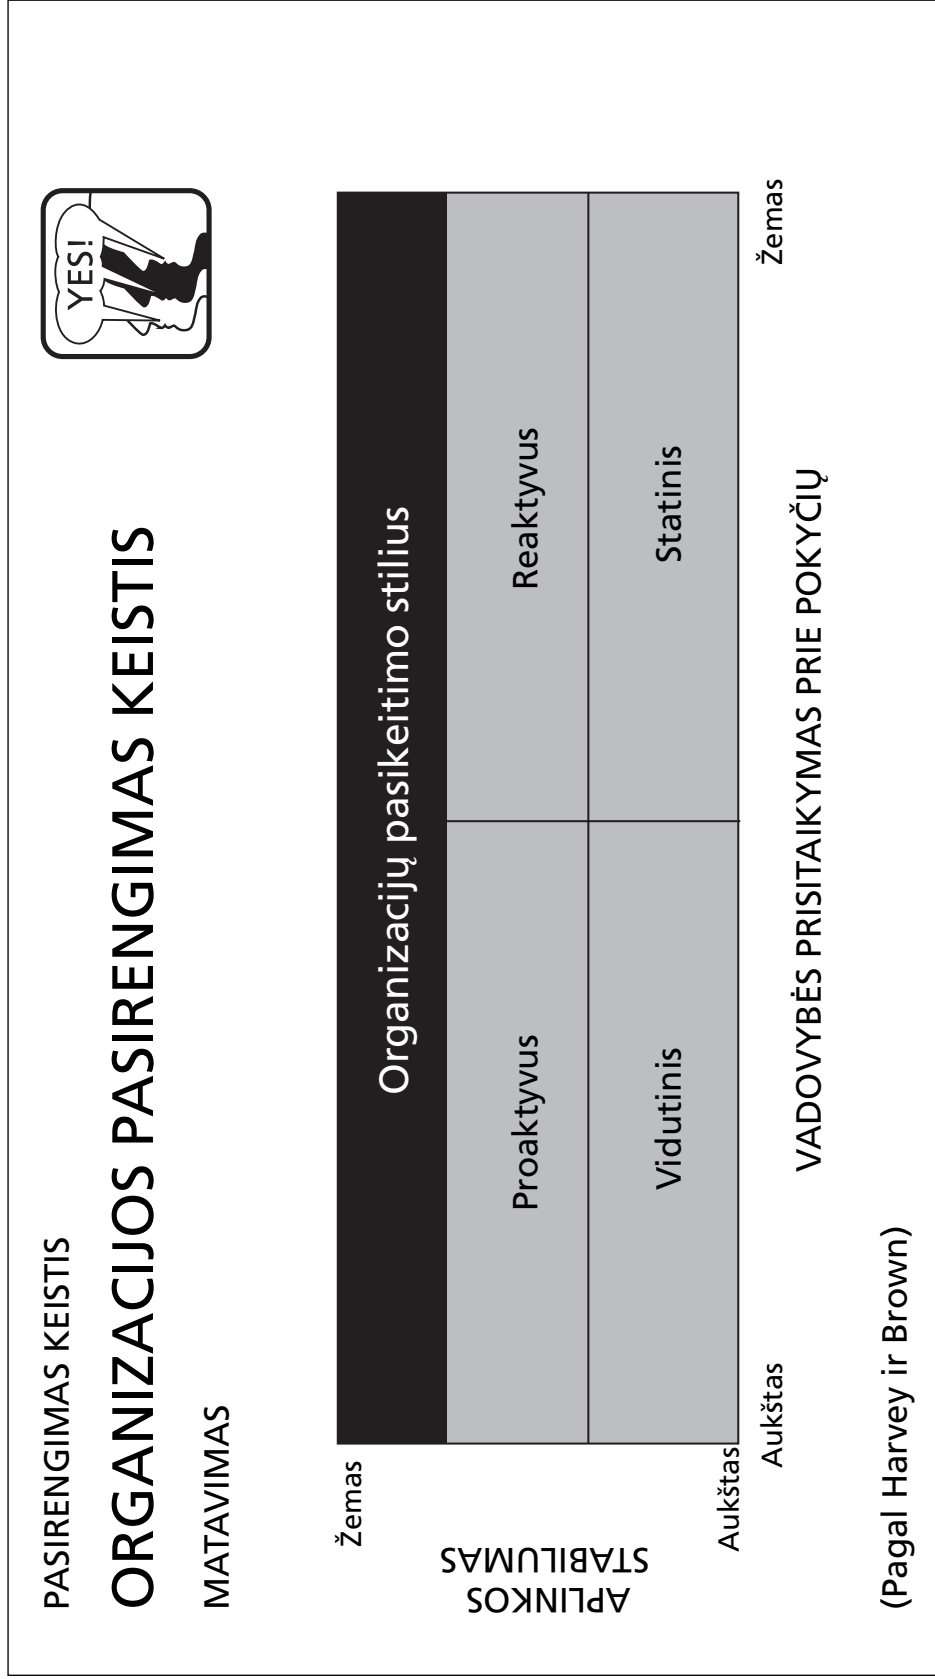 PASIRENGIMAS KEISTIS
ORGANIZACIJOS PASIRENGIMAS KEISTIS
MATAVIMAS
YES!
Žemas
Organizacijų pasikeitimo stilius
APLINKOS
STABILUMAS
Proaktyvus
Reaktyvus
Vidutinis
Statinis
Aukštas
Aukštas
Žemas
VADOVYBĖS PRISITAIKYMAS PRIE POKYČIŲ
(Pagal Harvey ir Brown)